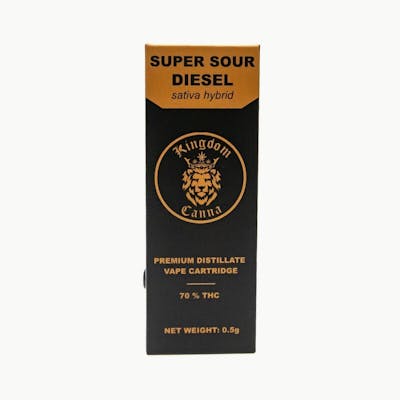 SUPER SOUR
DIESEL
sativa hybrid
Kingdom
Canna
PREMIUM DISTILLATE
VAPE CARTRIDGE
70 % THC
NET WEIGHT: 0.5g